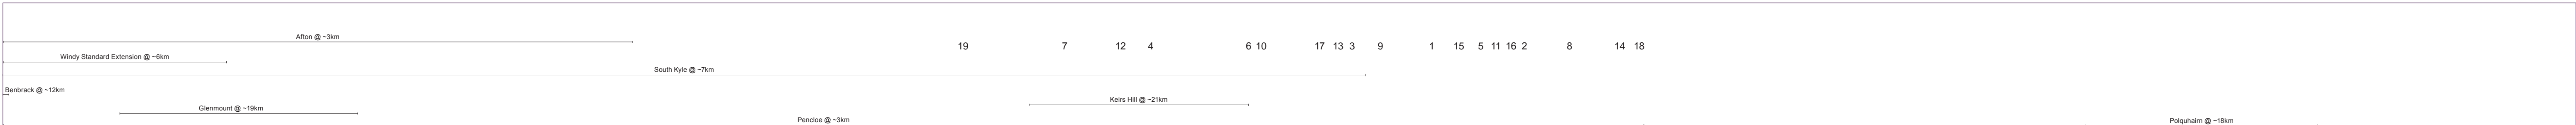 Afton @ ~3km
19 7 12 4 6 10 17 13 3 9 1 15 5 11 16 2 8 14 18
Windy Standard Extension @ ~6km
South Kyle @ ~7km
Benbrack @ ~12km
Keirs Hill @ ~21km
Glenmount @ ~19km
Pencloe @ ~3km
Polquhairn @ ~18km